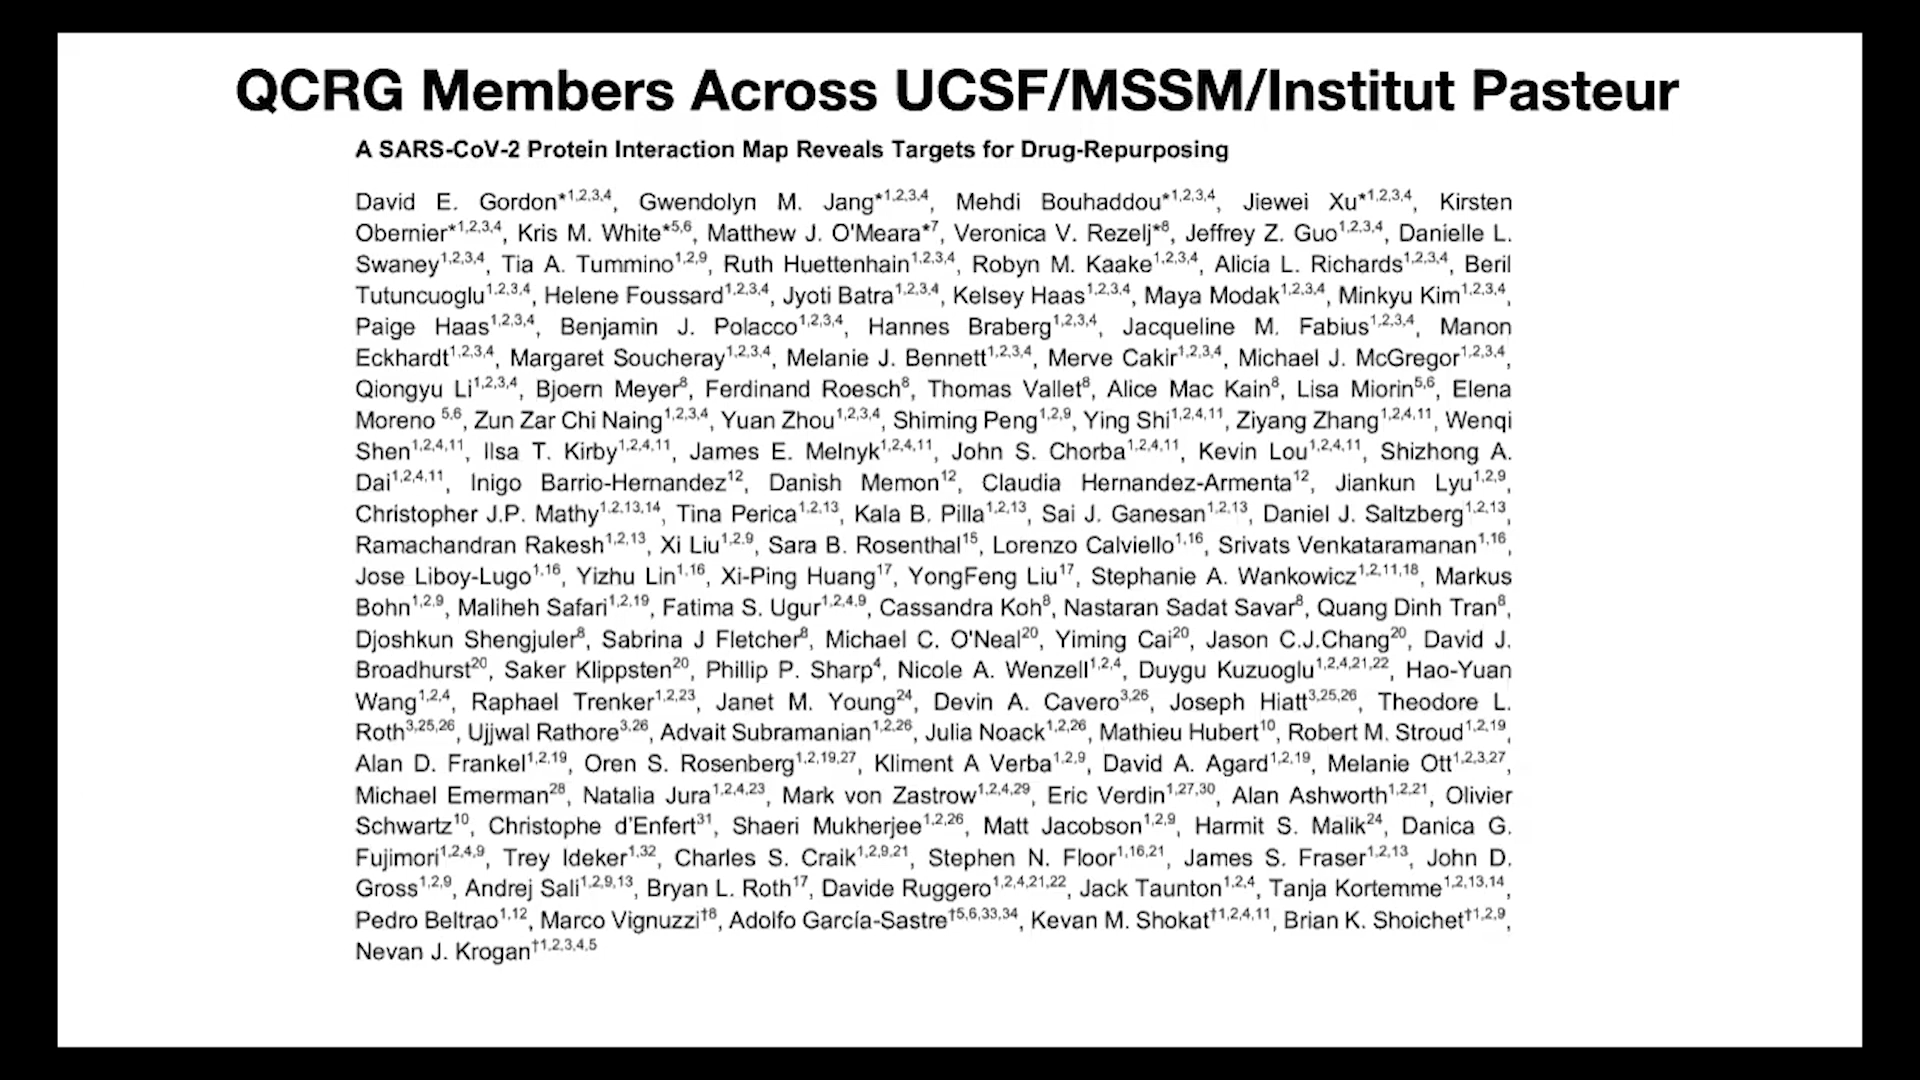 QCRG Members Across UCSF/MSSM/Institut Pasteur
A SARS-CoV-2 Protein Interaction Map Reveals Targets for Drug-Repurposing
David E. Gordon*1,2,3,4, Gwendolyn M. Jang*1,2,3,4, Mehdi Bouhaddou*1,2,3,4, Jiewei Xu*1,2,3,4, Kirsten
Obernier*1,2,3,4, Kris M. White*5,6, Matthew J. O'Meara*7, Veronica V. Rezelj*8, Jeffrey Z. Guo1,2,3,4, Danielle L.
Swaney1,2,3,4, Tia A. Tummino1,2,9, Ruth Huettenhain1,2,3,4, Robyn M. Kaake1,2,3,4, Alicia L. Richards1,2,3,4, Beril
Tutuncuoglu1,2,3,4, Helene Foussard1,2,3,4, Jyoti Batra1,2,3,4, Kelsey Haas1,2,3,4, Maya Modak1,2,3,4, Minkyu Kim1,2,3,4,
Paige Haas1,2,3,4, Benjamin J. Polacco1,2,3,4, Hannes Braberg1,2,3,4, Jacqueline M. Fabius1,2,3,4, Manon
Eckhardt1,2,3,4, Margaret Soucheray1,2,3,4, Melanie J. Bennett1,2,3,4, Merve Cakir1,2,3,4, Michael J. McGregor1,2,3,4,
Qiongyu Li1,2,3,4, Bjoern Meyer8, Ferdinand Roesch8, Thomas Vallet8, Alice Mac Kain8, Lisa Miorin5,6, Elena
Moreno 5,6, Zun Zar Chi Naing1,2,3,4, Yuan Zhou1,2,3,4, Shiming Peng1,2,9, Ying Shi1,2,4,11, Ziyang Zhang1,2,4,11, Wenqi
Shen1,2,4,11, Ilsa T. Kirby1,2,4,11, James E. Melnyk1,2,4,11, John S. Chorba1,2,4,11, Kevin Lou1,2,4,11, Shizhong A.
Dai1,2,4,11, Inigo Barrio-Hernandez12, Danish Memon12, Claudia Hernandez-Armenta12, Jiankun Lyu1,2,9,
Christopher J.P. Mathy1,2,13,14, Tina Perica1,2,13, Kala B. Pilla1,2,13, Sai J. Ganesan1,2,13, Daniel J. Saltzberg1,2,13,
Ramachandran Rakesh1,2,13, Xi Liu1,2,9, Sara B. Rosenthal15, Lorenzo Calviello1,16, Srivats Venkataramanan1,16,
Jose Liboy-Lugo1,16, Yizhu Lin1,16, Xi-Ping Huang17, YongFeng Liu17, Stephanie A. Wankowicz1,2,11,18, Markus
Bohn1,2,9, Maliheh Safari1,2,19, Fatima S. Ugur1,2,4,9, Cassandra Koh8, Nastaran Sadat Savar8, Quang Dinh Tran8,
Djoshkun Shengjuler8, Sabrina J Fletcher8, Michael C. O'Neal20, Yiming Cai20, Jason C.J.Chang20, David J.
Broadhurst20, Saker Klippsten20, Phillip P. Sharp4, Nicole A. Wenzell1,2,4, Duygu Kuzuoglu1,2,4,21,22, Hao-Yuan
Wang1,2,4, Raphael Trenker1,2,23, Janet M. Young24, Devin A. Cavero3,26, Joseph Hiatt3,25,26, Theodore L.
Roth3,25,26, Ujjwal Rathore3,26, Advait Subramanian1,2,26, Julia Noack1,2,26, Mathieu Hubert10, Robert M. Stroud1,2,19,
Alan D. Frankel1,2,19, Oren S. Rosenberg1,2,19,27, Kliment A Verba1,2,9, David A. Agard1,2,19, Melanie Ott1,2,3,27,
Michael Emerman28, Natalia Jura1,2,4,23, Mark von Zastrow1,2,4,29, Eric Verdin1,27,30, Alan Ashworth1,2,21, Olivier
Schwartz10, Christophe d'Enfert31, Shaeri Mukherjee1,2,26, Matt Jacobson1,2,9, Harmit S. Malik24, Danica G.
Fujimori1,2,4,9, Trey Ideker1,32, Charles S. Craik1,2,9,21, Stephen N. Floor1,16,21, James S. Fraser1,2,13, John D.
Gross1,2,9, Andrej Sali1,2,9,13, Bryan L. Roth17, Davide Ruggero1,2,4,21,22, Jack Taunton1,2,4, Tanja Kortemme1,2,13,14,
Pedro Beltrao1,12, Marco Vignuzzi†8, Adolfo García-Sastre†5,6,33,34, Kevan M. Shokat†1,2,4,11, Brian K. Shoichet†1,2,9,
Nevan J. Krogan†1,2,3,4,5